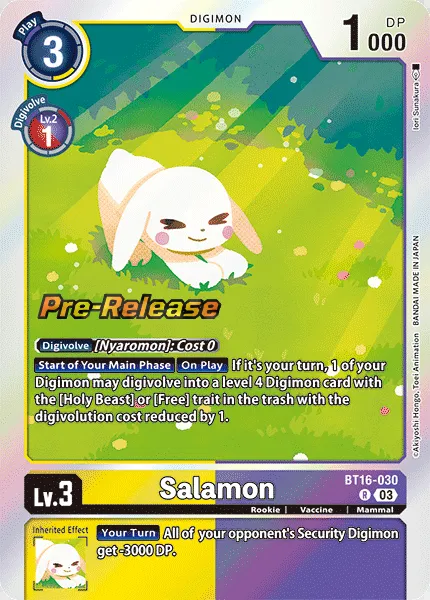 Play
3
DIGIMON
1000
DP
Digivolve
Lv.2
1
Iori Sunakura
Pre-Release
Digivolve [Nyaromon]: Cost 0
Start of Your Main Phase On Play If it's your turn, 1 of your
Digimon may digivolve into a level 4 Digimon card with
the [Holy Beast] or [Free] trait in the trash with the
digivolution cost reduced by 1.
©Akiyoshi Hongo, Toei Animation BANDAI MADE IN JAPAN
Lv.3
Salamon
BT16-030
R 03
Rookie | Vaccine | Mammal
Inherited Effect
Your Turn All of your opponent's Security Digimon
get -3000 DP.